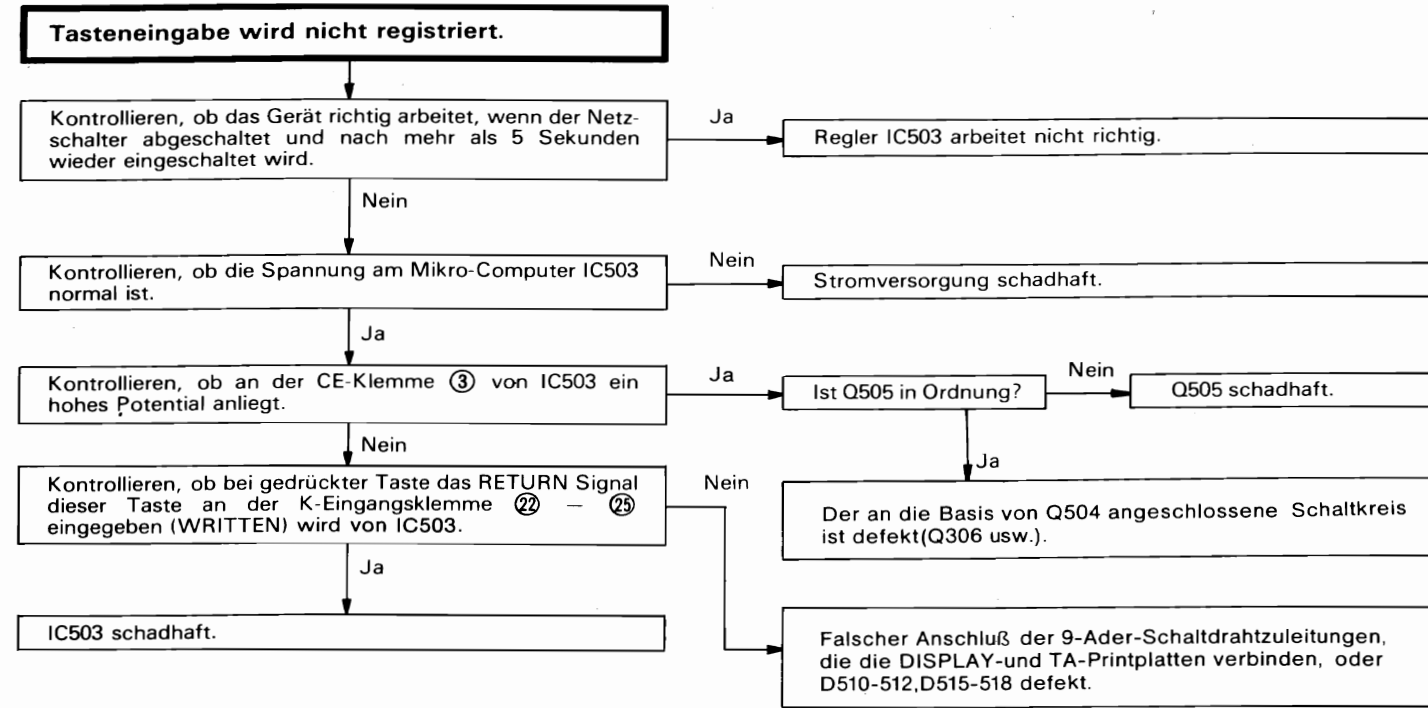 Tasteneingabe wird nicht registriert.
Kontrollieren, ob das Gerät richtig arbeitet, wenn der Netz-
schalter abgeschaltet und nach mehr als 5 Sekunden
wieder eingeschaltet wird.
Ja
Regler IC503 arbeitet nicht richtig.
Nein
Kontrollieren, ob die Spannung am Mikro-Computer IC503
normal ist.
Nein
Stromversorgung schadhaft.
Ja
Kontrollieren, ob an der CE-Klemme ③ von IC503 ein
hohes Potential anliegt.
Ja
Ist Q505 in Ordnung?
Nein
Q505 schadhaft.
Ja
Der an die Basis von Q504 angeschlossene Schaltkreis
ist defekt(Q306 usw.).
Nein
Kontrollieren, ob bei gedrückter Taste das RETURN Signal
dieser Taste an der K-Eingangsklemme ㉒ — ㉕
eingegeben (WRITTEN) wird von IC503.
Nein
Falscher Anschluß der 9-Ader-Schaltdrahtzuleitungen,
die die DISPLAY-und TA-Printplatten verbinden, oder
D510-512,D515-518 defekt.
Ja
IC503 schadhaft.